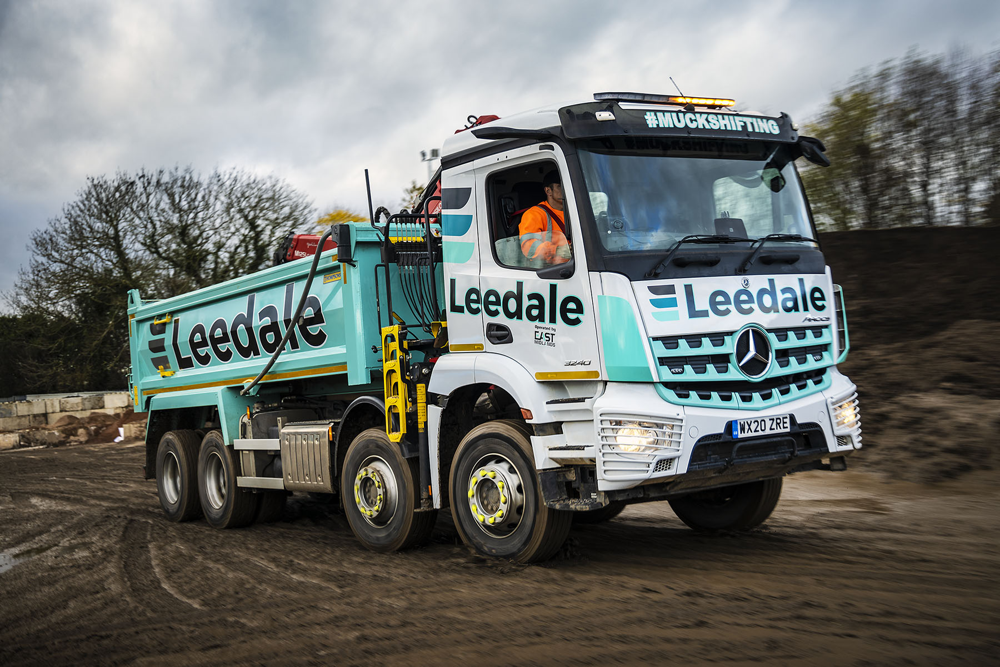 #MUCKSHIFTING
THOMPSONS
Leedale
Leedale
Leedale
AROCS
Operated by
EAST
MIDLANDS
3240
WX20 ZRE